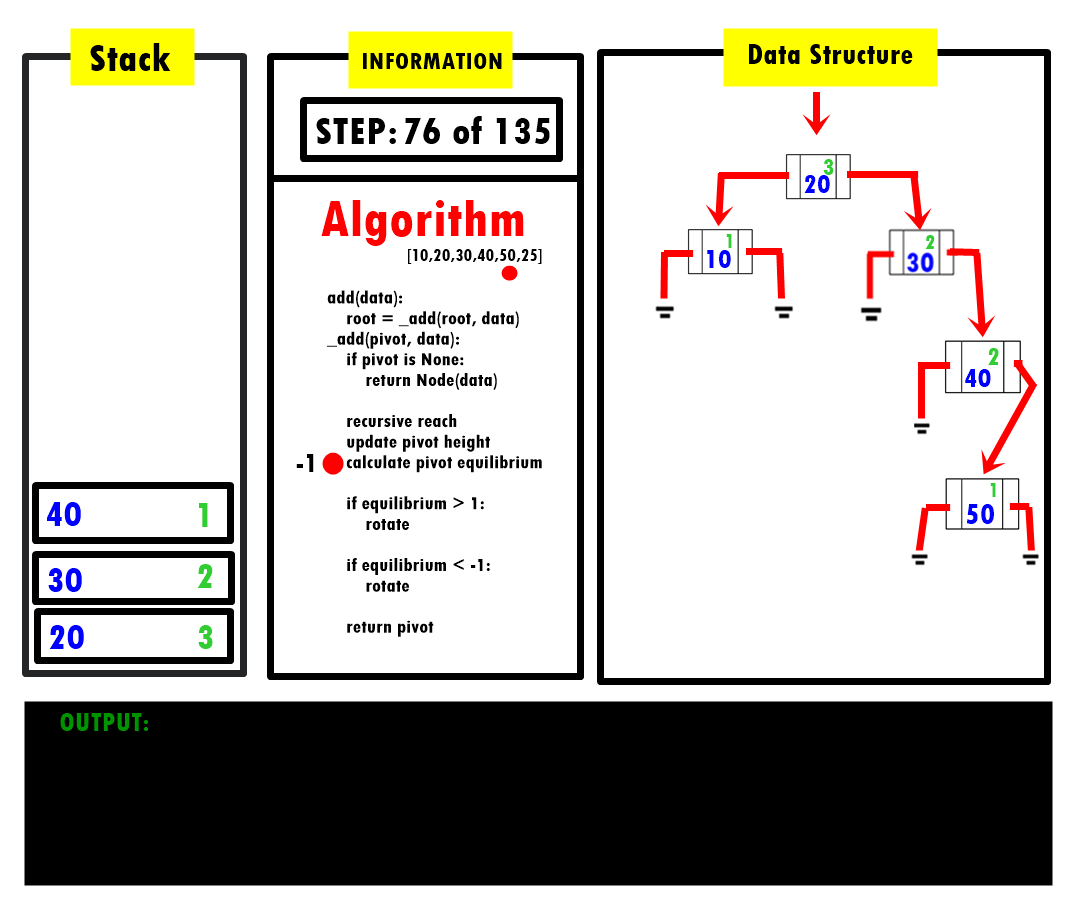 Stack
40 1
30 2
20 3
INFORMATION
STEP: 76 of 135
Algorithm
[10,20,30,40,50,25]
add(data):
root = _add(root, data)
_add(pivot, data):
if pivot is None:
return Node(data)
recursive reach
update pivot height
-1 calculate pivot equilibrium
if equilibrium > 1:
rotate
if equilibrium < -1:
rotate
return pivot
Data Structure
3
20
1
10
2
30
2
40
1
50
OUTPUT: